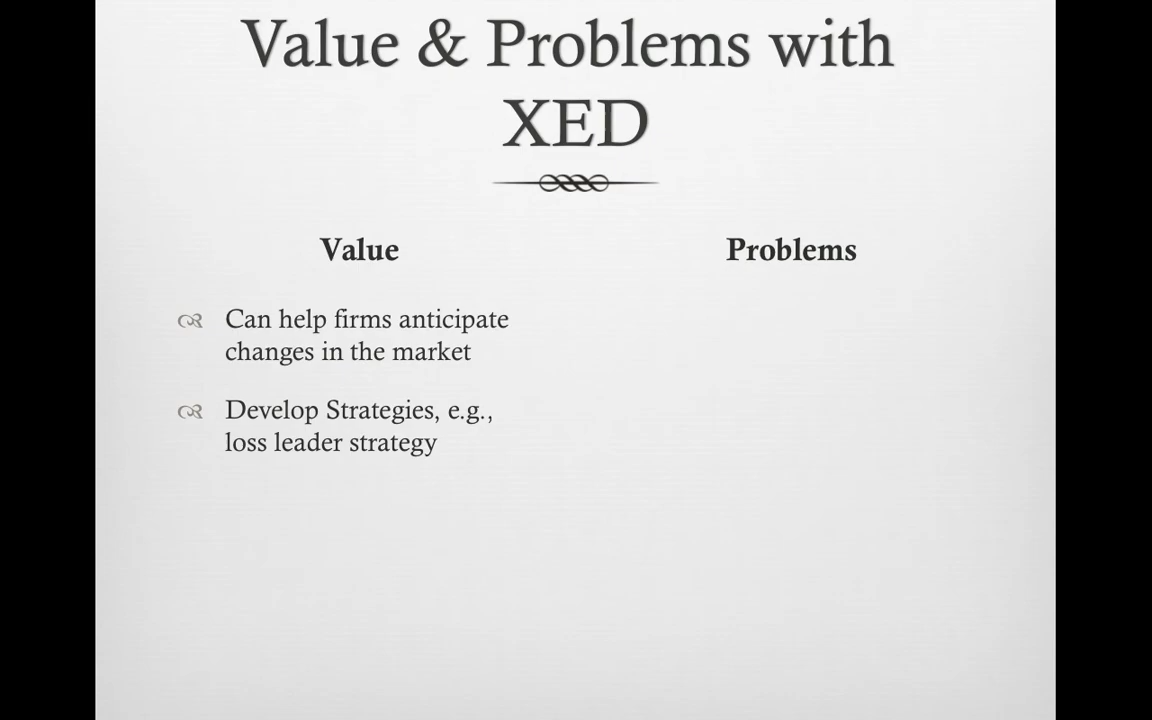 Value & Problems with
XED
Value
Problems
Can help firms anticipate
changes in the market
Develop Strategies, e.g.,
loss leader strategy